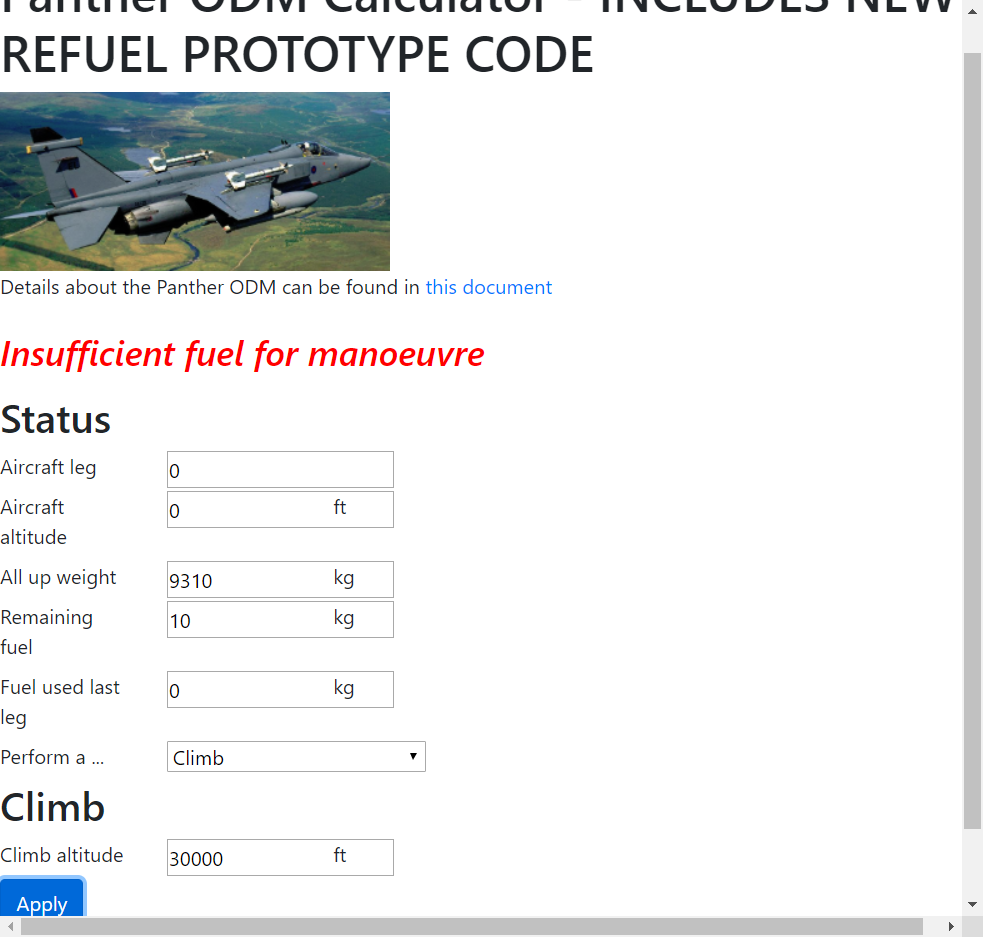 Panther ODM Calculator - INCLUDES NEW
REFUEL PROTOTYPE CODE
Details about the Panther ODM can be found in this document
Insufficient fuel for manoeuvre
Status
Aircraft leg 0
Aircraft altitude 0 ft
All up weight 9310 kg
Remaining fuel 10 kg
Fuel used last leg 0 kg
Perform a ... Climb
Climb
Climb altitude 30000 ft
Apply